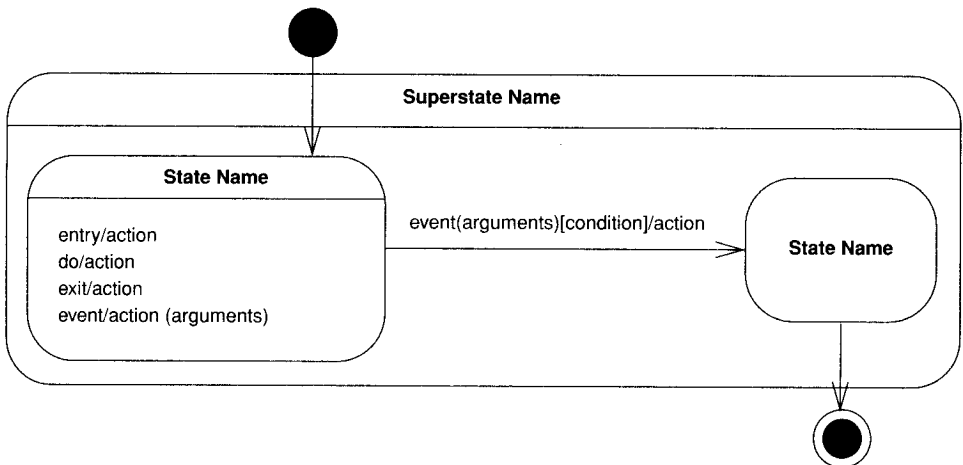 Superstate Name
State Name
entry/action
do/action
exit/action
event/action (arguments)
event(arguments)[condition]/action
State Name